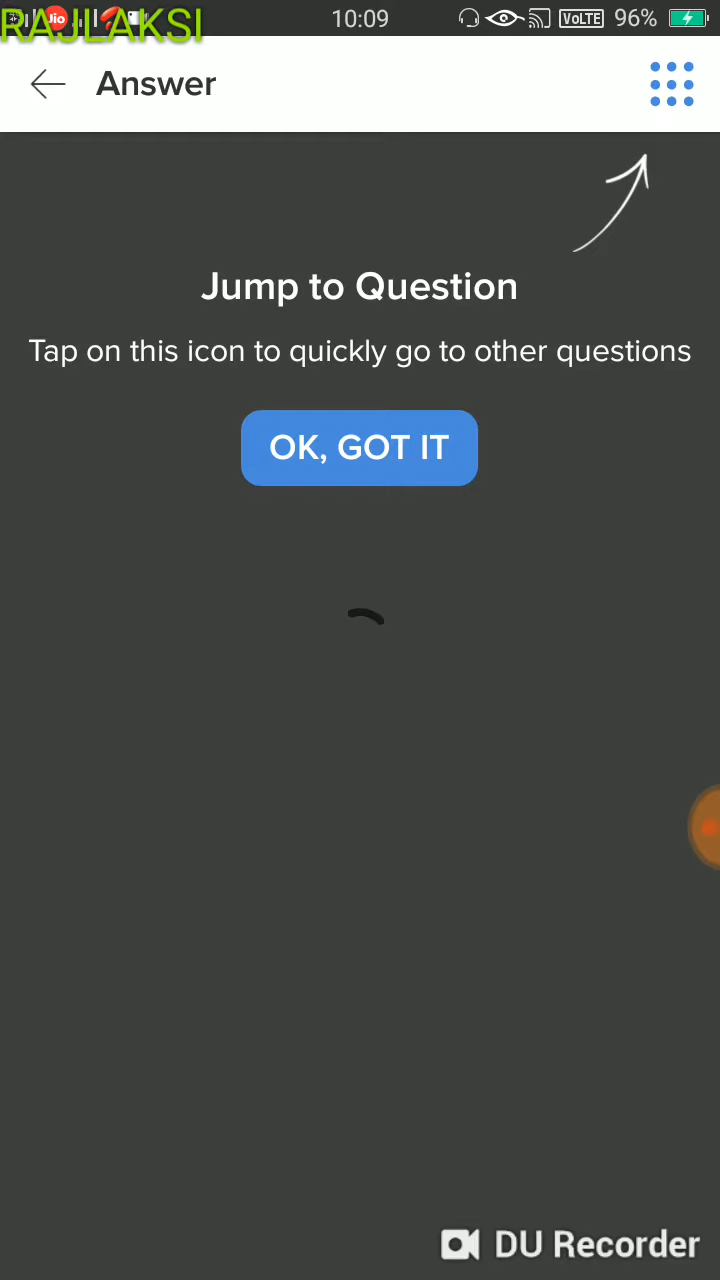 RAJLAKSI
Jio
10:09
VoLTE
96%
Answer
Jump to Question
Tap on this icon to quickly go to other questions
OK, GOT IT
DU Recorder